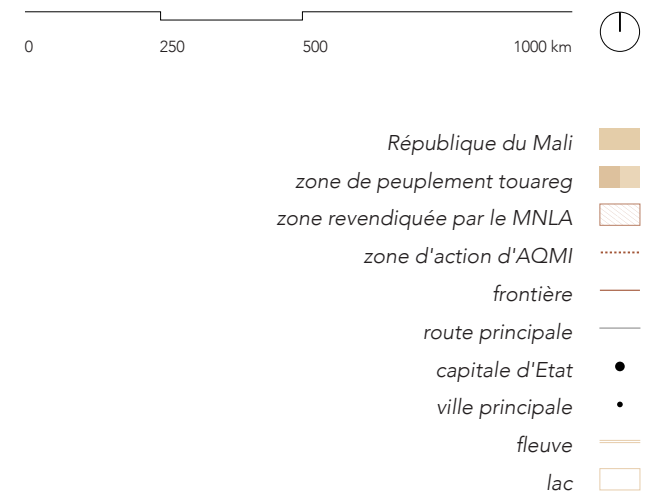 0 250 500 1000 km
République du Mali
zone de peuplement touareg
zone revendiquée par le MNLA
zone d'action d'AQMI
frontière
route principale
capitale d'Etat
ville principale
fleuve
lac